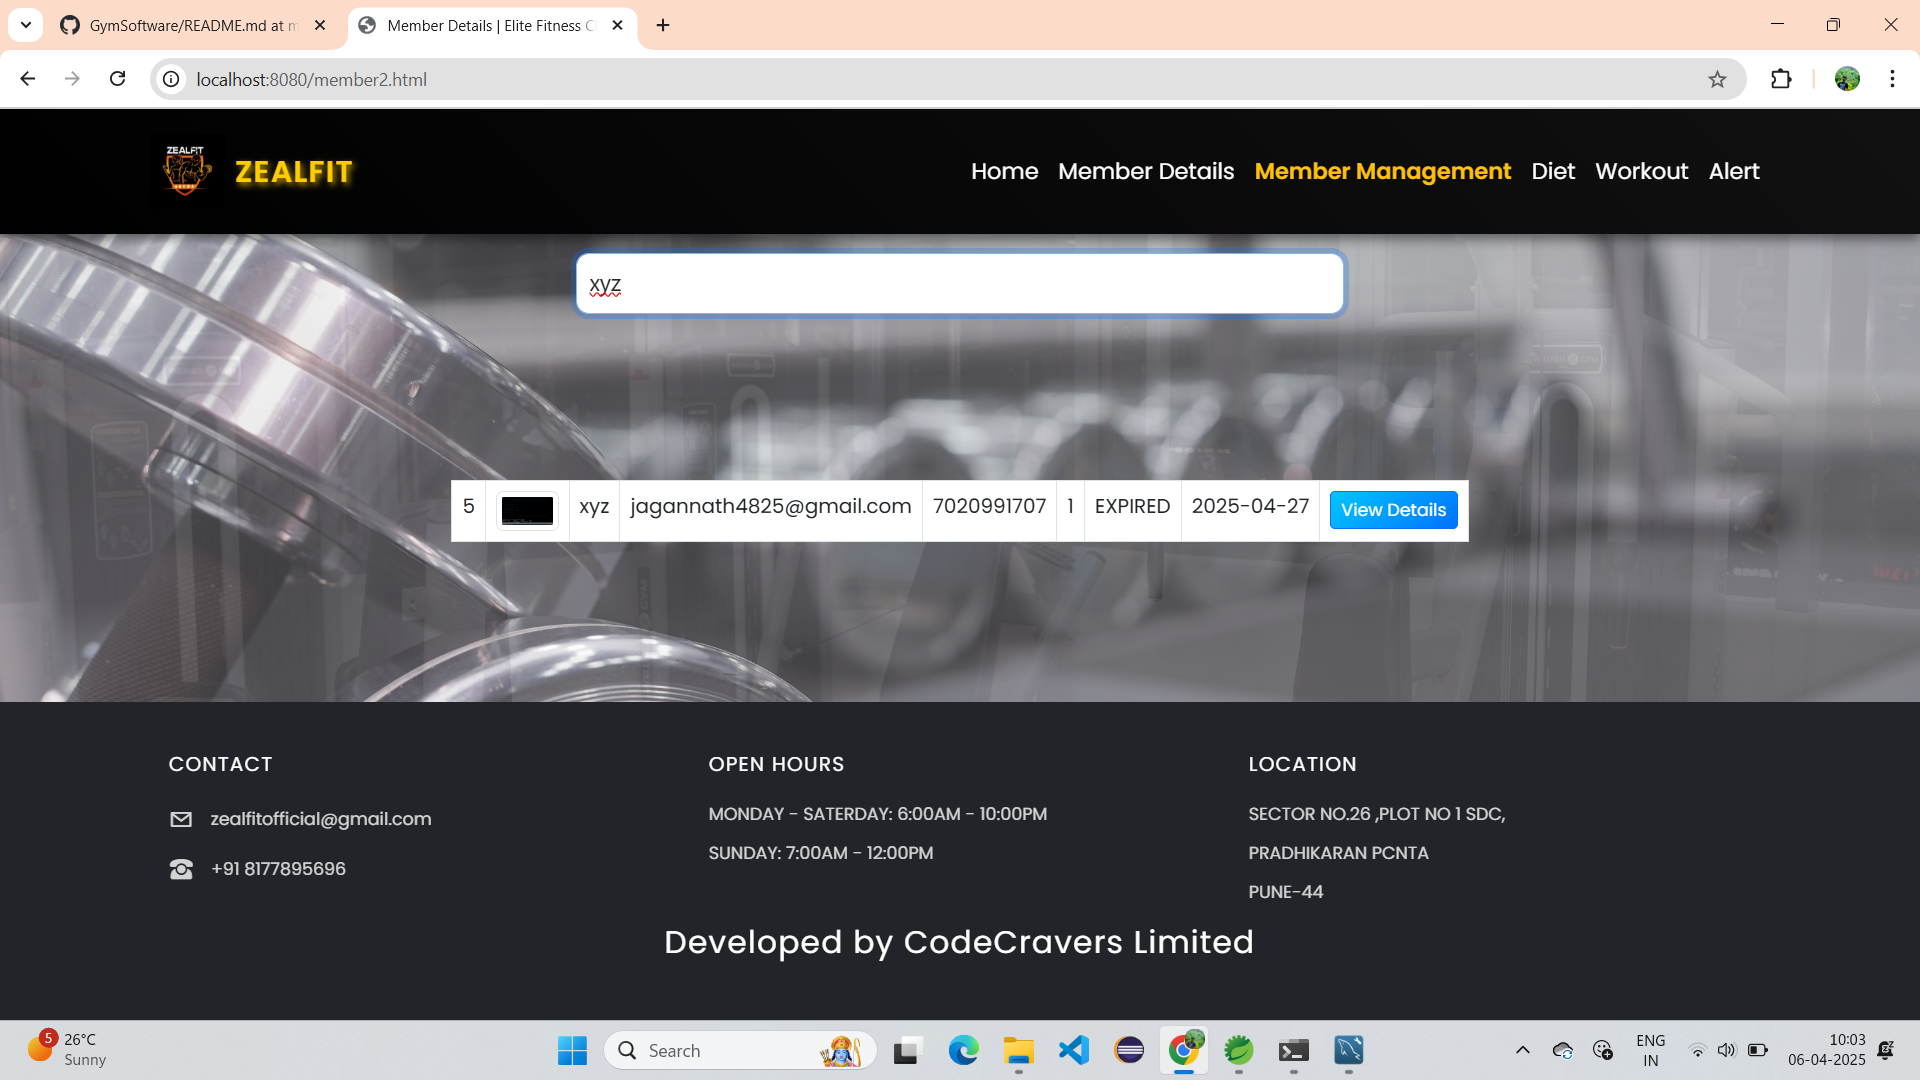 GymSoftware/README.md at m
Member Details | Elite Fitness C
localhost:8080/member2.html
ZEALFIT
ZEALFIT
Home Member Details Member Management Diet Workout Alert
xyz
5 xyz jagannath4825@gmail.com 7020991707 1 EXPIRED 2025-04-27 View Details
CONTACT
zealfitofficial@gmail.com
+91 8177895696
OPEN HOURS
MONDAY - SATERDAY: 6:00AM - 10:00PM
SUNDAY: 7:00AM - 12:00PM
LOCATION
SECTOR NO.26 ,PLOT NO 1 SDC,
PRADHIKARAN PCNTA
PUNE-44
Developed by CodeCravers Limited
5
26°C
Sunny
Search
ENG
IN
10:03
06-04-2025